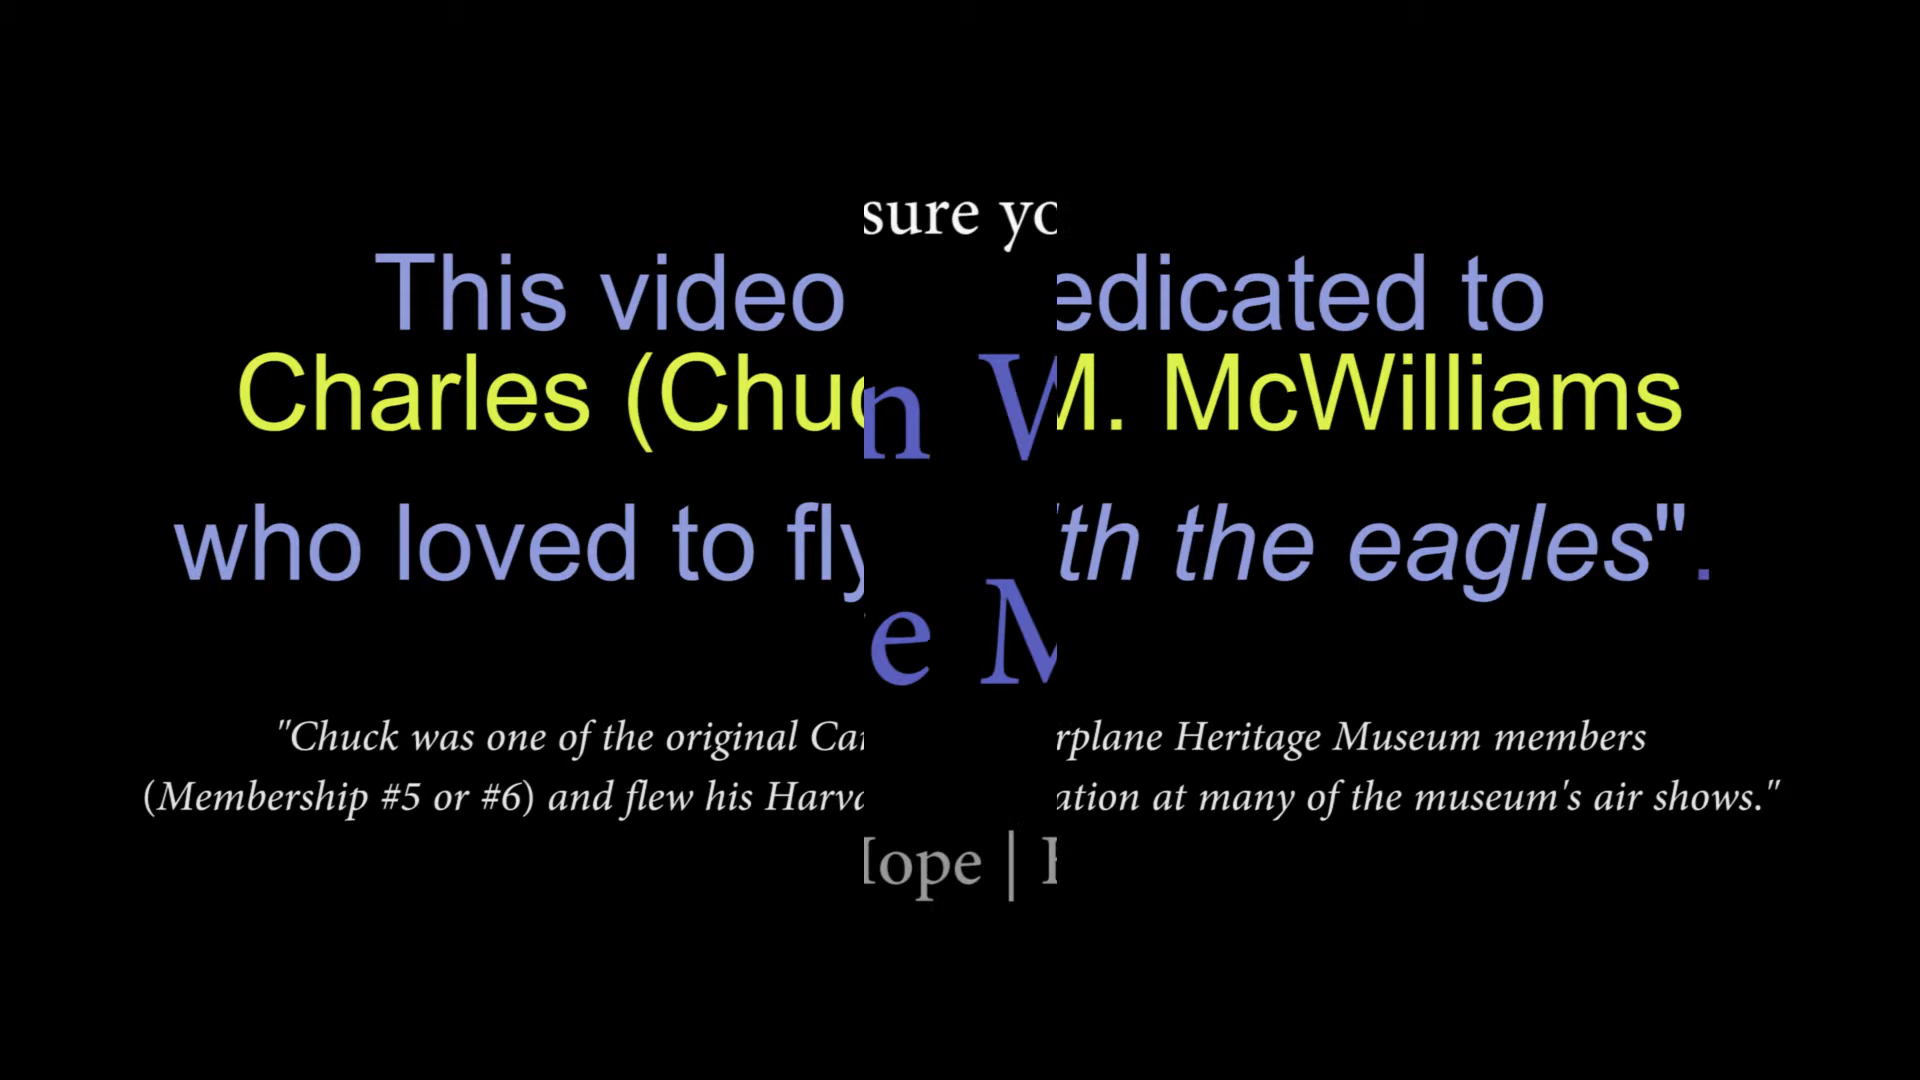 sure yo
This video edicated to
Charles (Chuc M. McWilliams
n
who loved to fly th the eagles".
e M
"Chuck was one of the original Ca rplane Heritage Museum members
(Membership #5 or #6) and flew his Harv ation at many of the museum's air shows."
ope |